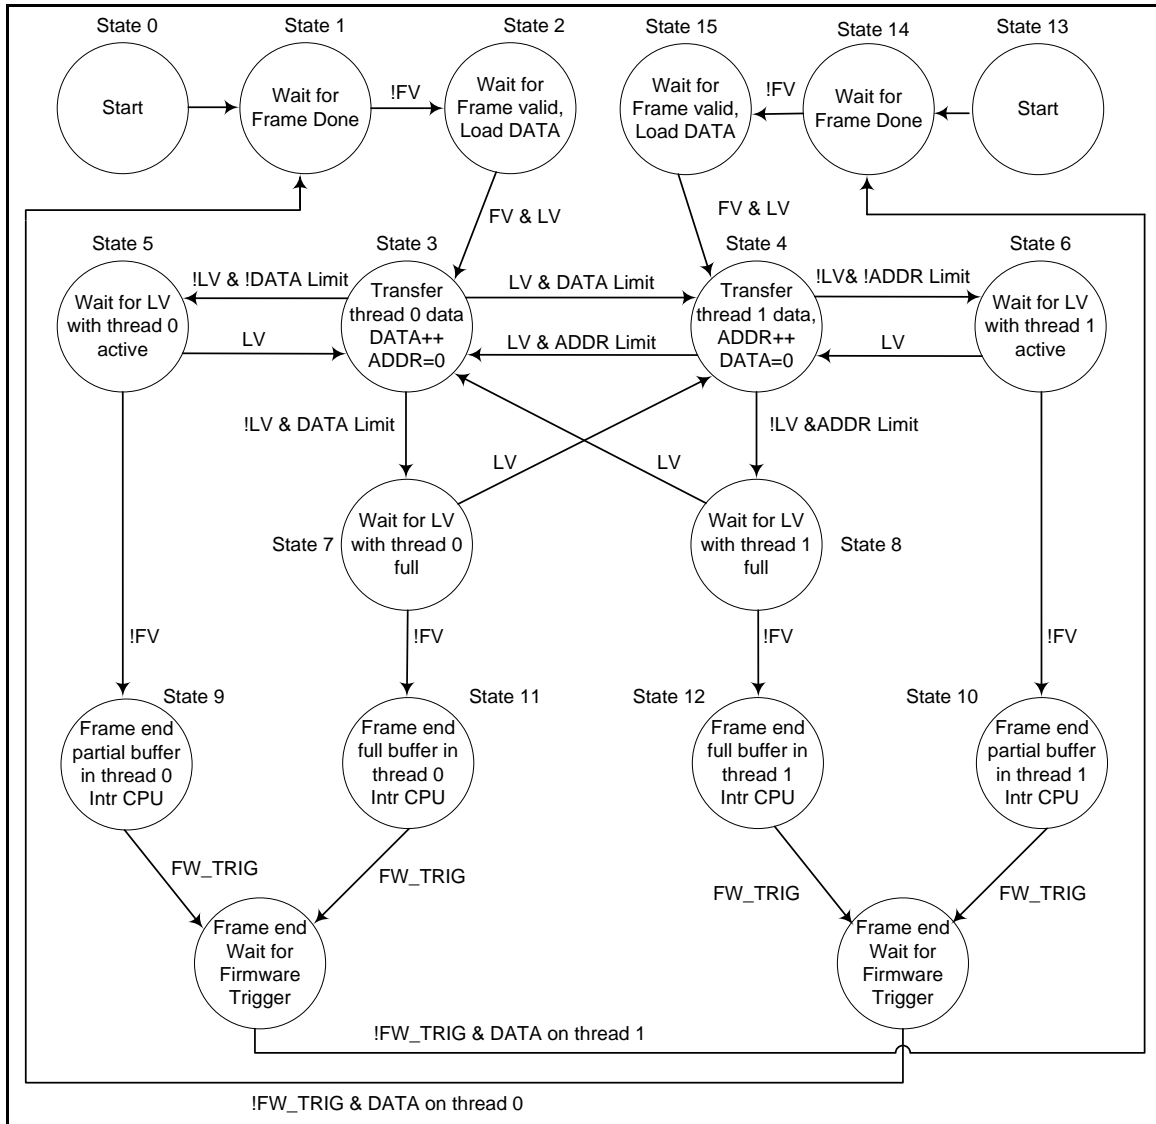 State 0
State 1
State 2
State 15
State 14
State 13
Start
Wait for
Frame Done
!FV
Wait for
Frame valid,
Load DATA
Wait for
Frame valid,
Load DATA
!FV
Wait for
Frame Done
Start
FV & LV
FV & LV
State 5
State 3
State 4
State 6
Wait for LV
with thread 0
active
!LV & !DATA Limit
LV
Transfer
thread 0 data
DATA++
ADDR=0
LV & DATA Limit
LV & ADDR Limit
Transfer
thread 1 data,
ADDR++
DATA=0
!LV& !ADDR Limit
LV
Wait for LV
with thread 1
active
!LV & DATA Limit
!LV &ADDR Limit
LV
LV
State 7
Wait for LV
with thread 0
full
Wait for LV
with thread 1
full
State 8
!FV
!FV
!FV
!FV
State 9
State 11
State 12
State 10
Frame end
partial buffer
in thread 0
Intr CPU
Frame end
full buffer in
thread 0
Intr CPU
Frame end
full buffer in
thread 1
Intr CPU
Frame end
partial buffer
in thread 1
Intr CPU
FW_TRIG
FW_TRIG
FW_TRIG
FW_TRIG
Frame end
Wait for
Firmware
Trigger
Frame end
Wait for
Firmware
Trigger
!FW_TRIG & DATA on thread 1
!FW_TRIG & DATA on thread 0